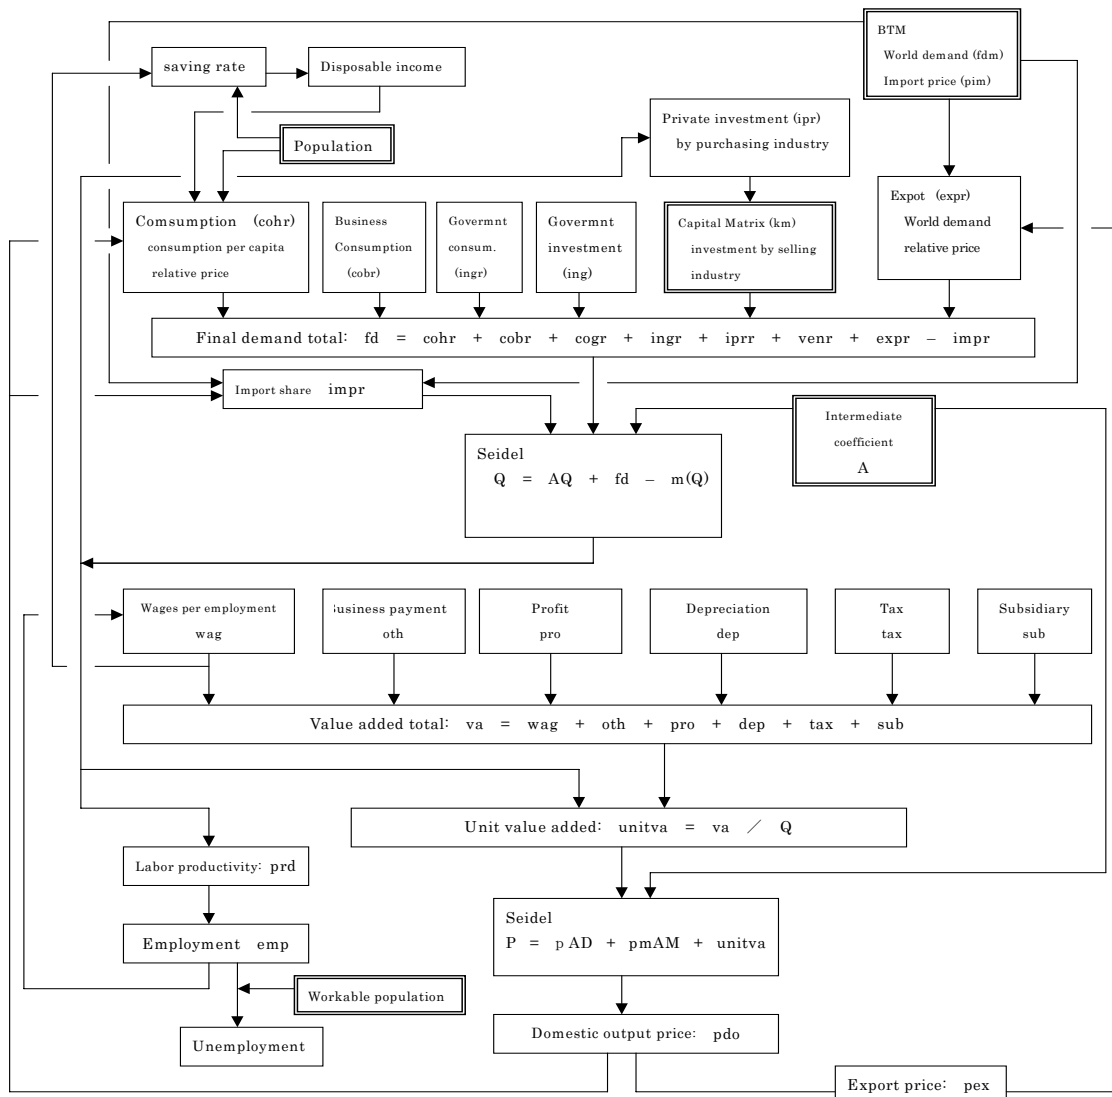 BTM
World demand (fdm)
Import price (pim)
saving rate
Disposable income
Private investment (ipr)
by purchasing industry
Population
Comsumption (cohr)
consumption per capita
relative price
Business
Consumption
(cobr)
Govermnt
consum.
(ingr)
Govermnt
investment
(ing)
Capital Matrix (km)
investment by selling
industry
Expot (expr)
World demand
relative price
Final demand total: fd = cohr + cobr + cogr + ingr + iprr + venr + expr – impr
Import share impr
Intermediate
coefficient
A
Seidel
Q = AQ + fd – m(Q)
Wages per employment
wag
usiness payment
oth
Profit
pro
Depreciation
dep
Tax
tax
Subsidiary
sub
Value added total: va = wag + oth + pro + dep + tax + sub
Unit value added: unitva = va ／ Q
Labor productivity: prd
Seidel
P = p AD + pmAM + unitva
Employment emp
Workable population
Domestic output price: pdo
Unemployment
Export price: pex